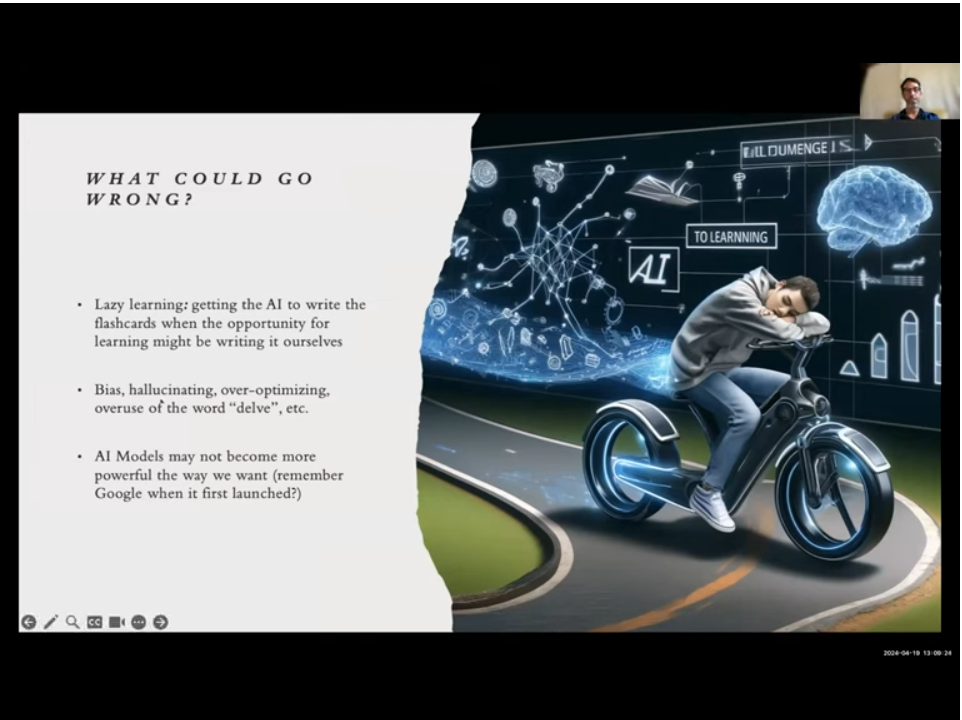 WHAT COULD GO
WRONG?
• Lazy learning: getting the AI to write the
flashcards when the opportunity for
learning might be writing it ourselves
• Bias, hallucinating, over-optimizing,
overuse of the word “delve”, etc.
• AI Models may not become more
powerful the way we want (remember
Google when it first launched?)
TO LEARNNING
AI
CC
2024-04-19 13:09:24